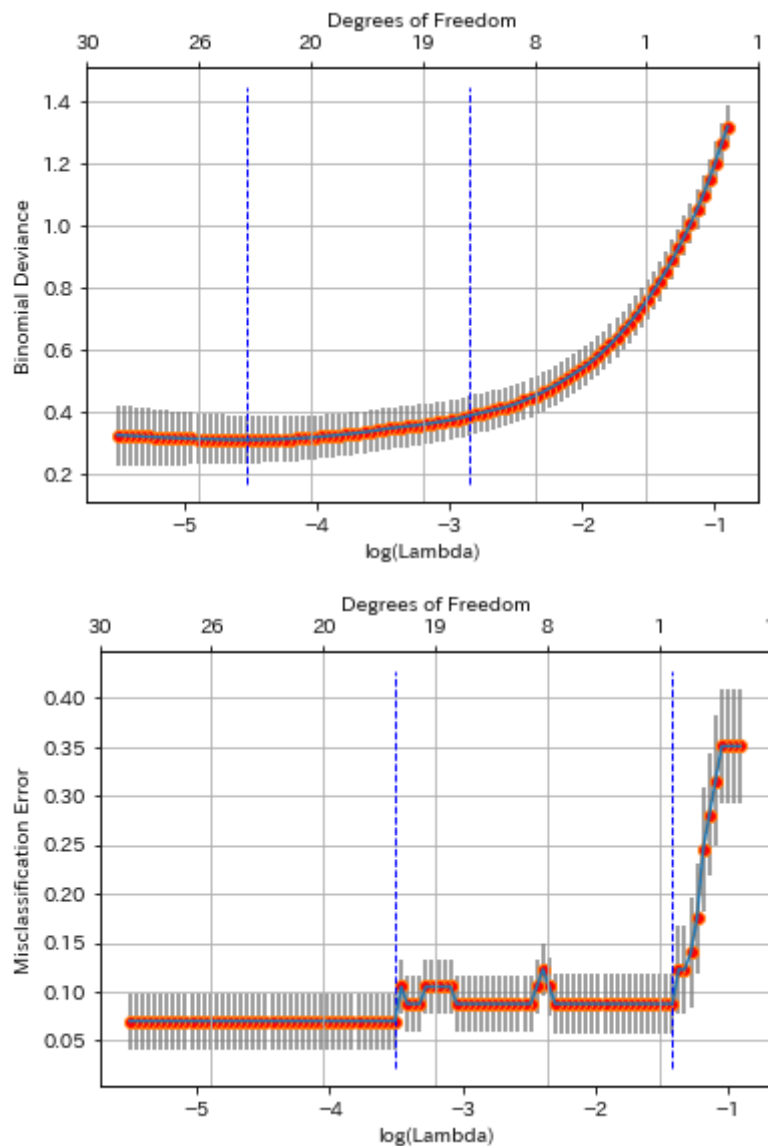 Degrees of Freedom
30 26 20 19 8 1 1
1.4
1.2
1.0
0.8
0.6
0.4
0.2
Binomial Deviance
−5 −4 −3 −2 −1
log(Lambda)
Degrees of Freedom
30 26 20 19 8 1
0.40
0.35
0.30
0.25
0.20
0.15
0.10
0.05
Misclassification Error
−5 −4 −3 −2 −1
log(Lambda)